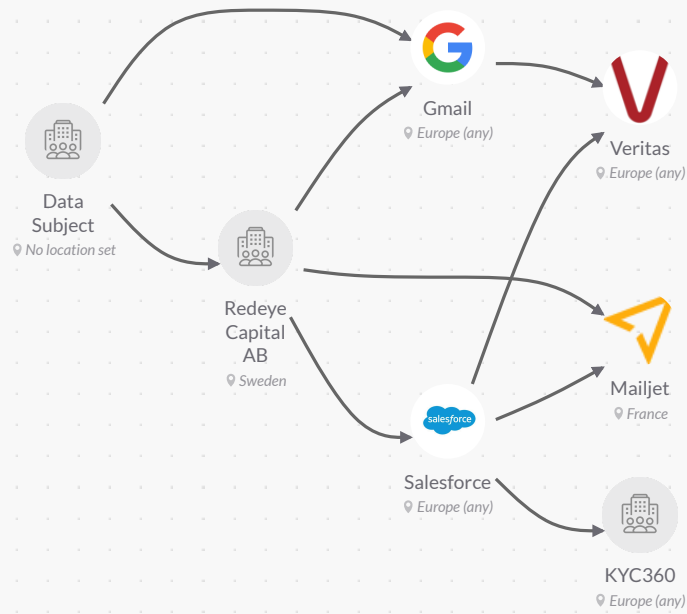 Gmail
Europe (any)
Veritas
Europe (any)
Data
Subject
No location set
Redeye
Capital
AB
Sweden
Mailjet
France
salesforce
Salesforce
Europe (any)
KYC360
Europe (any)